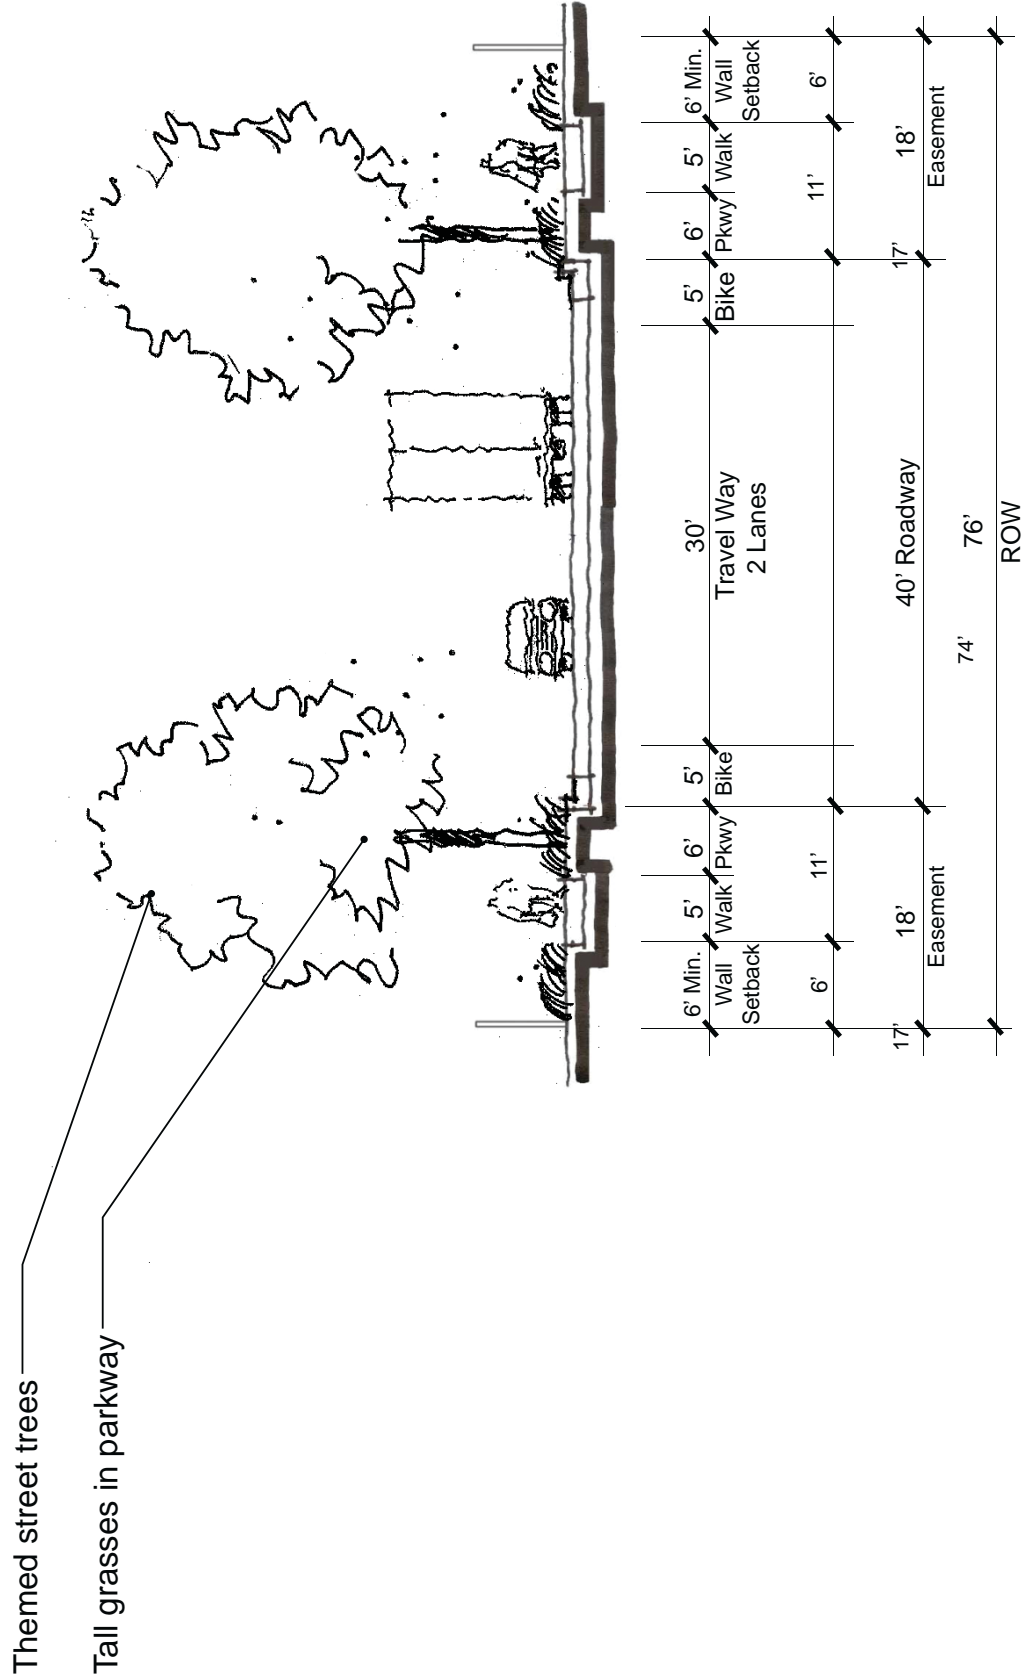 Themed street trees
Tall grasses in parkway
6’ Min.
Wall
Setback
5’
Walk
6’
Pkwy
5’
Bike
30’
Travel Way
2 Lanes
5’
Bike
6’
Pkwy
5’
Walk
6’ Min.
Wall
Setback
6’
11’
11’
6’
17’
18’
Easement
40’ Roadway
17’
18’
Easement
74’
76’
ROW